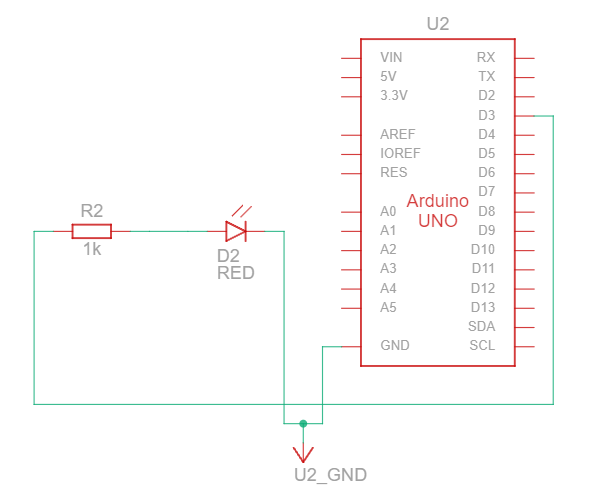 U2
VIN RX
5V TX
3.3V D2
D3
AREF D4
IOREF D5
RES D6
D7
Arduino
UNO
A0 D8
A1 D9
A2 D10
A3 D11
A4 D12
A5 D13
SDA
GND SCL
R2
1k
D2
RED
U2_GND